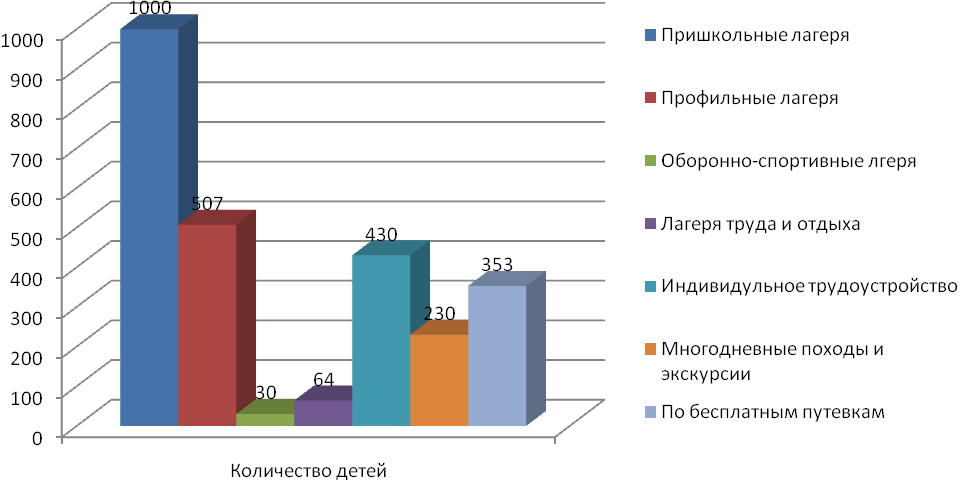 1000
507
30
64
430
230
353
1000
900
800
700
600
500
400
300
200
100
0
Количество детей
Пришкольные лагеря
Профильные лагеря
Оборонно-спортивные лгеря
Лагеря труда и отдыха
Индивидульное трудоустройство
Многодневные походы и
экскурсии
По бесплатным путевкам